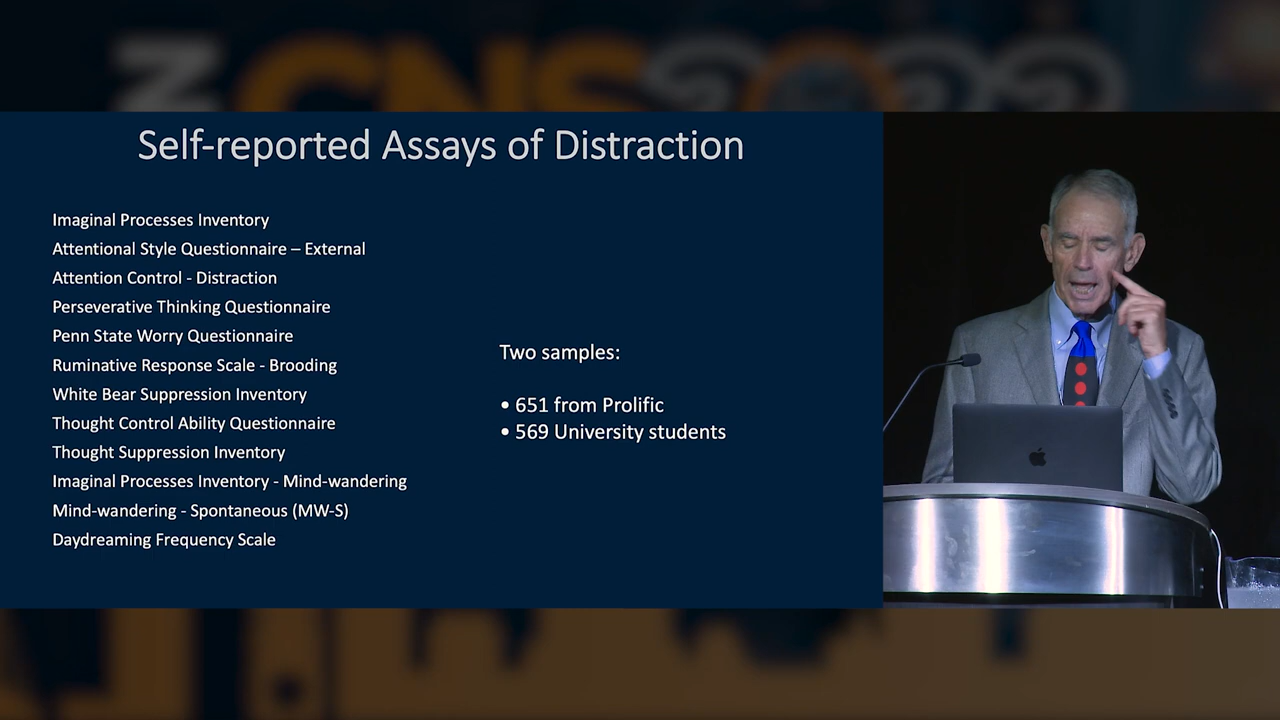 CNS 2022
Self-reported Assays of Distraction
Imaginal Processes Inventory
Attentional Style Questionnaire – External
Attention Control - Distraction
Perseverative Thinking Questionnaire
Penn State Worry Questionnaire
Ruminative Response Scale - Brooding
White Bear Suppression Inventory
Thought Control Ability Questionnaire
Thought Suppression Inventory
Imaginal Processes Inventory - Mind-wandering
Mind-wandering - Spontaneous (MW-S)
Daydreaming Frequency Scale
Two samples:
• 651 from Prolific
• 569 University students